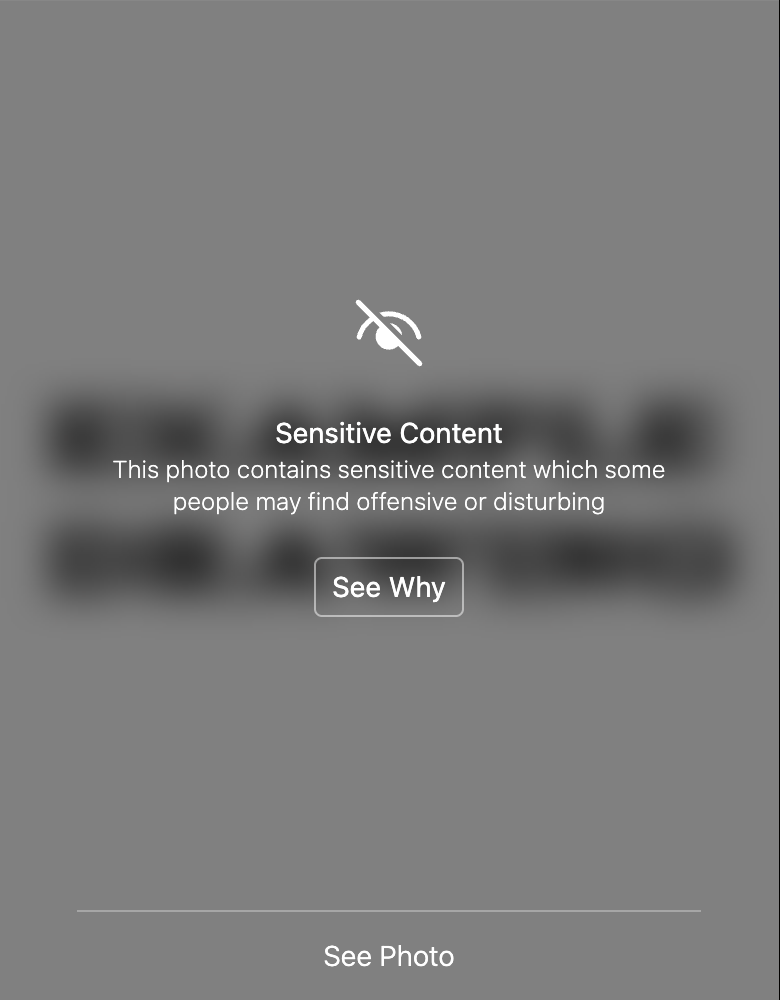 Sensitive Content
This photo contains sensitive content which some
people may find offensive or disturbing
See Why
See Photo